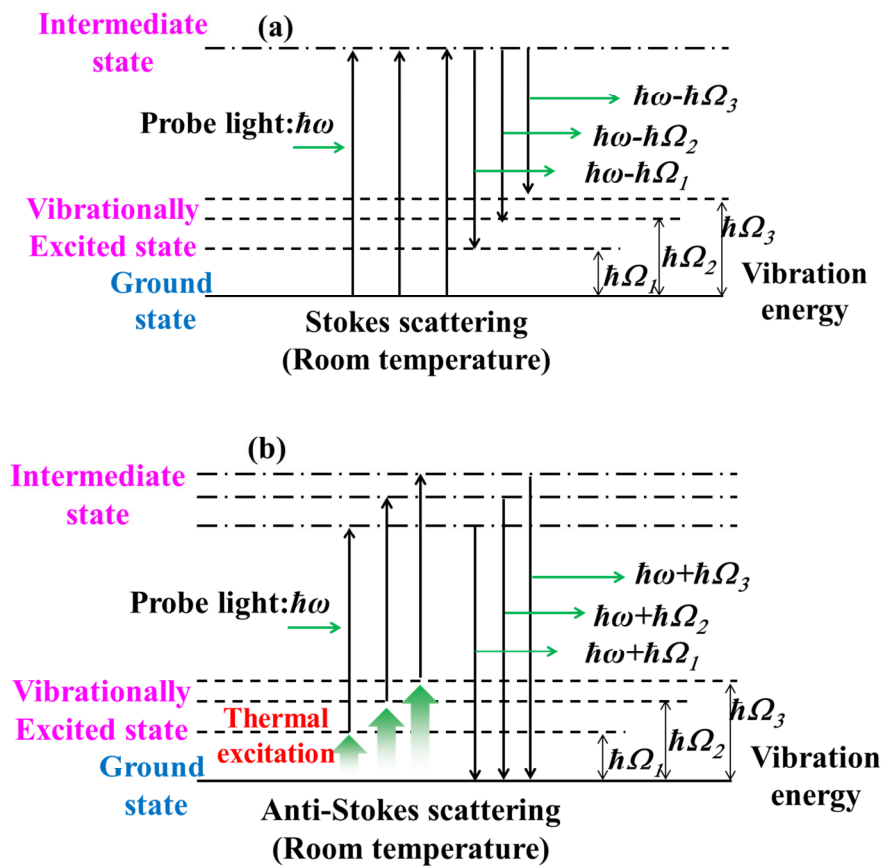 (a)
Intermediate
state
Probe light:ħω
ħω-ħΩ₃
ħω-ħΩ₂
ħω-ħΩ₁
Vibrationally
Excited state
Ground
state
ħΩ₁
ħΩ₂
ħΩ₃
Vibration
energy
Stokes scattering
(Room temperature)
(b)
Intermediate
state
Probe light:ħω
ħω+ħΩ₃
ħω+ħΩ₂
ħω+ħΩ₁
Vibrationally
Excited state
Thermal
excitation
Ground
state
ħΩ₁
ħΩ₂
ħΩ₃
Vibration
energy
Anti-Stokes scattering
(Room temperature)